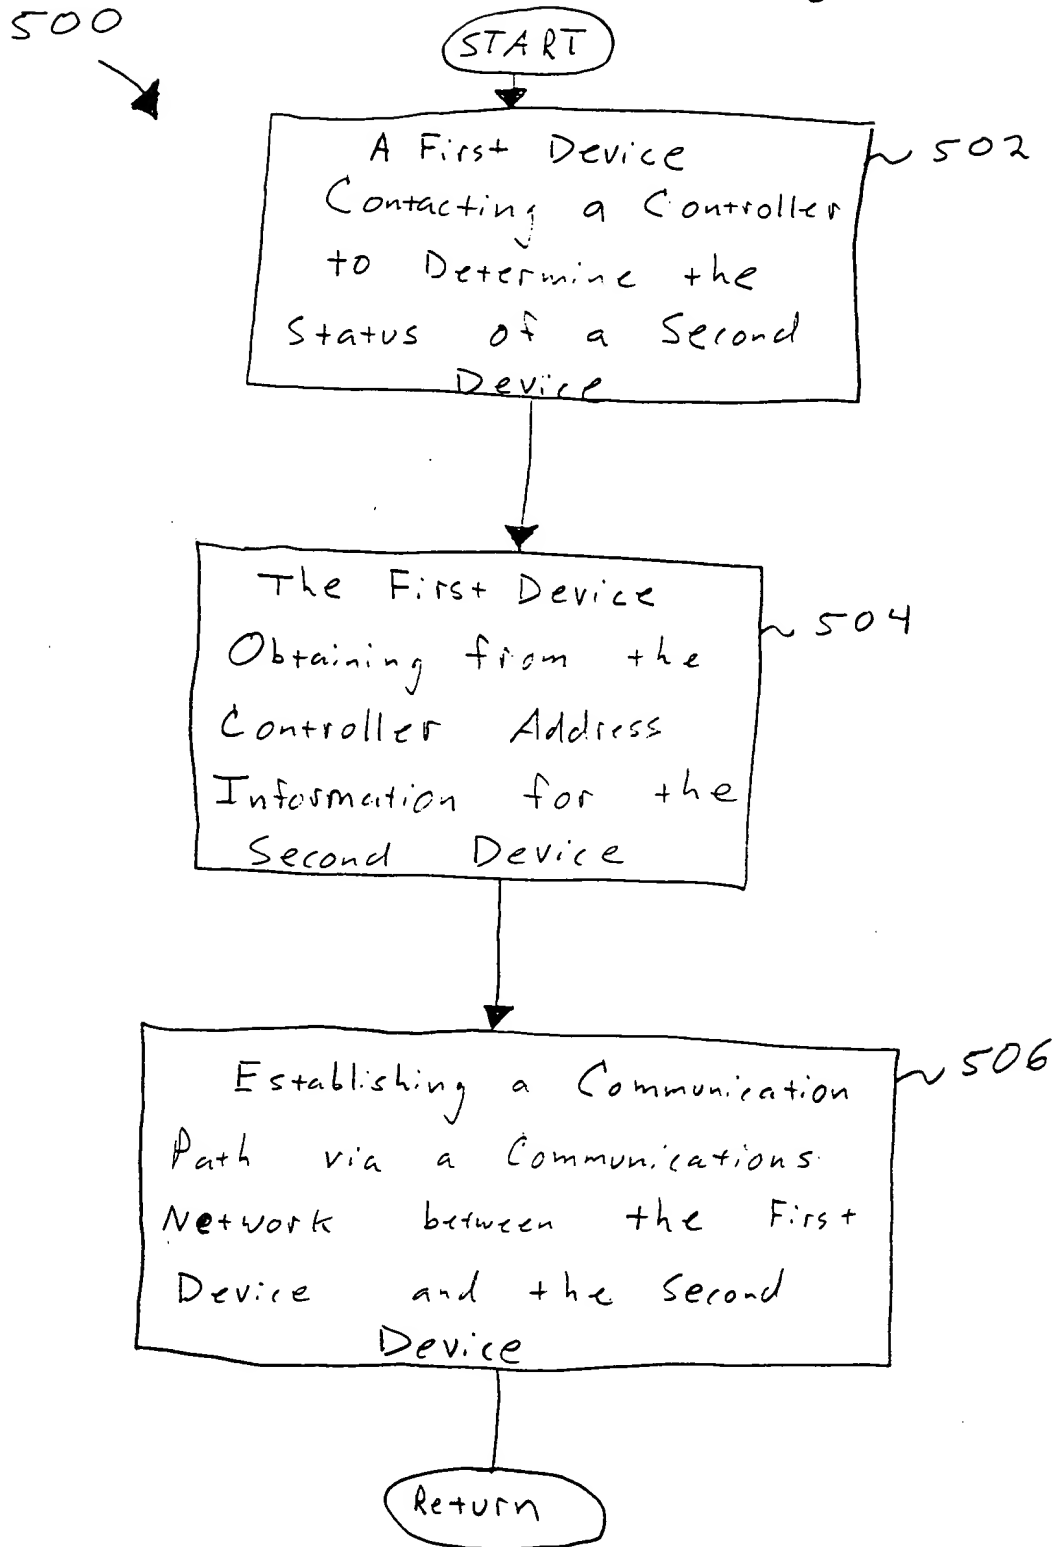 500
START
A First Device
Contacting a Controller
to Determine the
Status of a Second
Device
502
The First Device
Obtaining from the
Controller Address
Information for the
Second Device
504
Establishing a Communication
Path via a Communications
Network between the First
Device and the Second
Device
506
Return